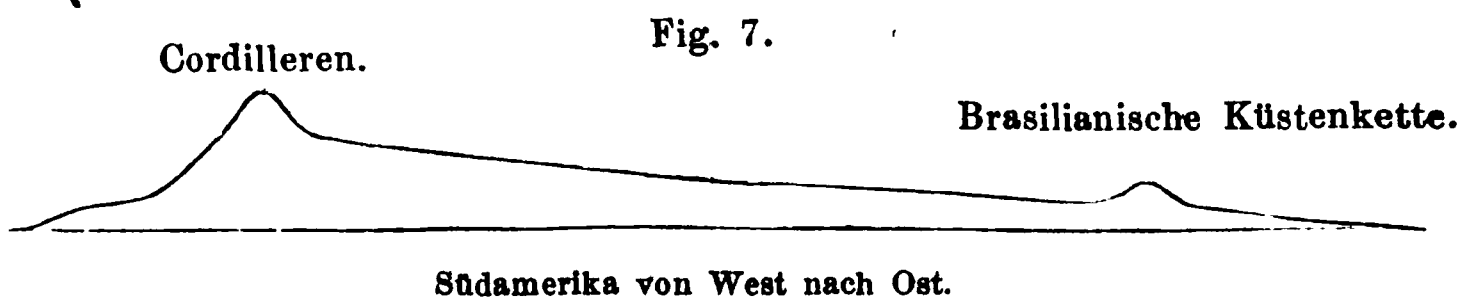 Fig. 7.
Cordilleren.
Brasilianische Küstenkette.
Südamerika von West nach Ost.